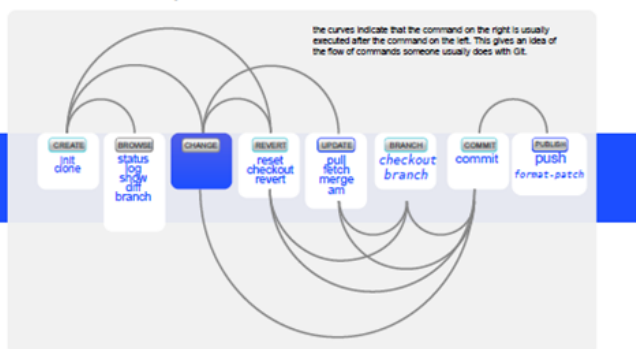 the curves indicate that the command on the right is usually
executed after the command on the left. This gives an idea of
the flow of commands someone usually does with Git.
CREATE
init
clone
BROWSE
status
log
show
diff
branch
CHANGE
REVERT
reset
checkout
revert
UPDATE
pull
fetch
merge
am
BRANCH
checkout
branch
COMMIT
commit
PUBLISH
push
format-patch